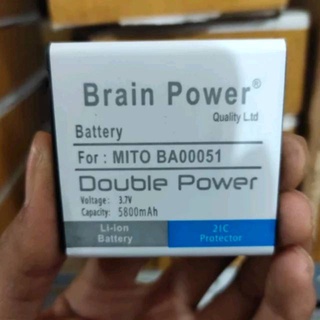 Brain Power®
Quality Ltd
Battery
For : MITO BA00051
Double Power
Voltage : 3.7V
Capacity: 5800mAh
Li-ion Battery
2IC Protector